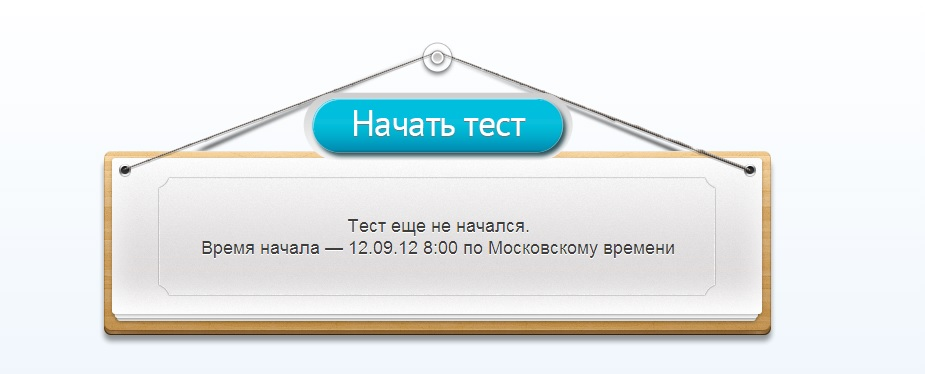 Начать тест
Тест еще не начался.
Время начала — 12.09.12 8:00 по Московскому времени